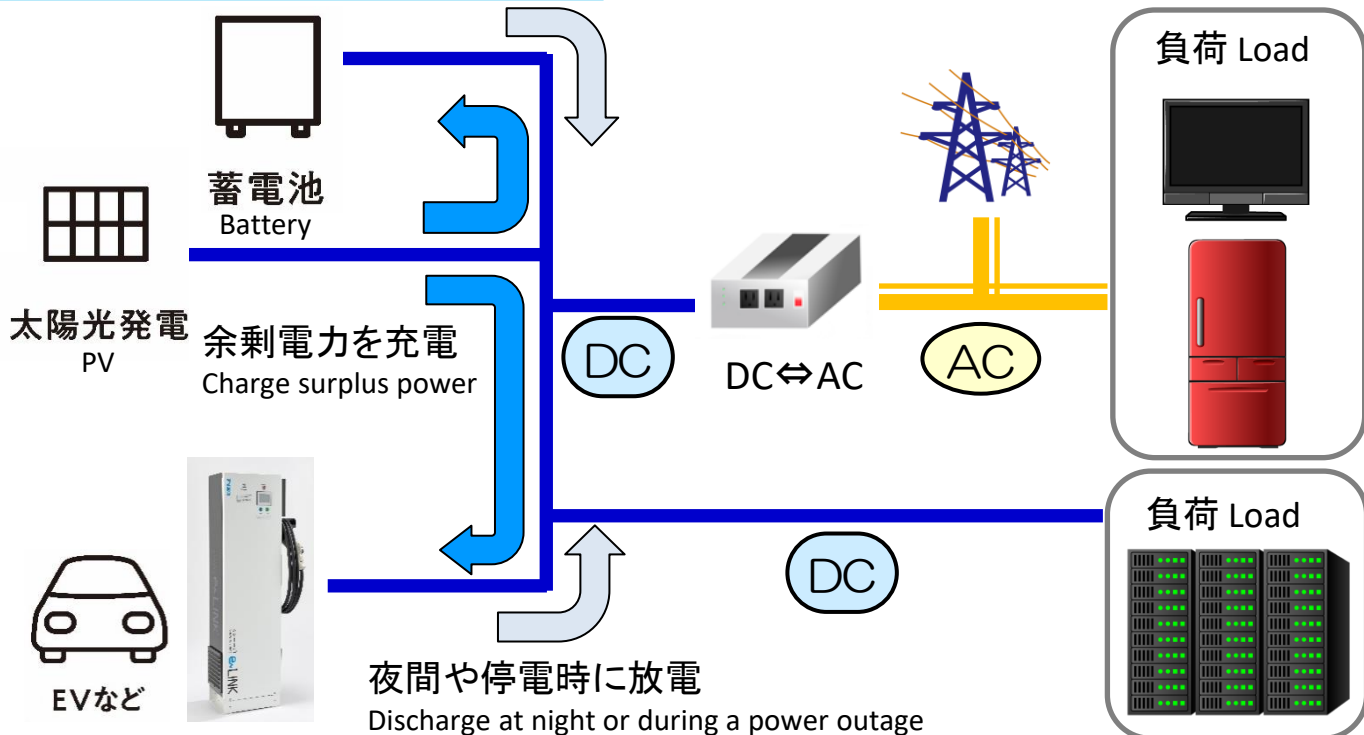 蓄電池
Battery
太陽光発電
PV
余剰電力を充電
Charge surplus power
DC
DC⇔AC
AC
負荷 Load
負荷 Load
DC
EVなど
e-LINK
夜間や停電時に放電
Discharge at night or during a power outage